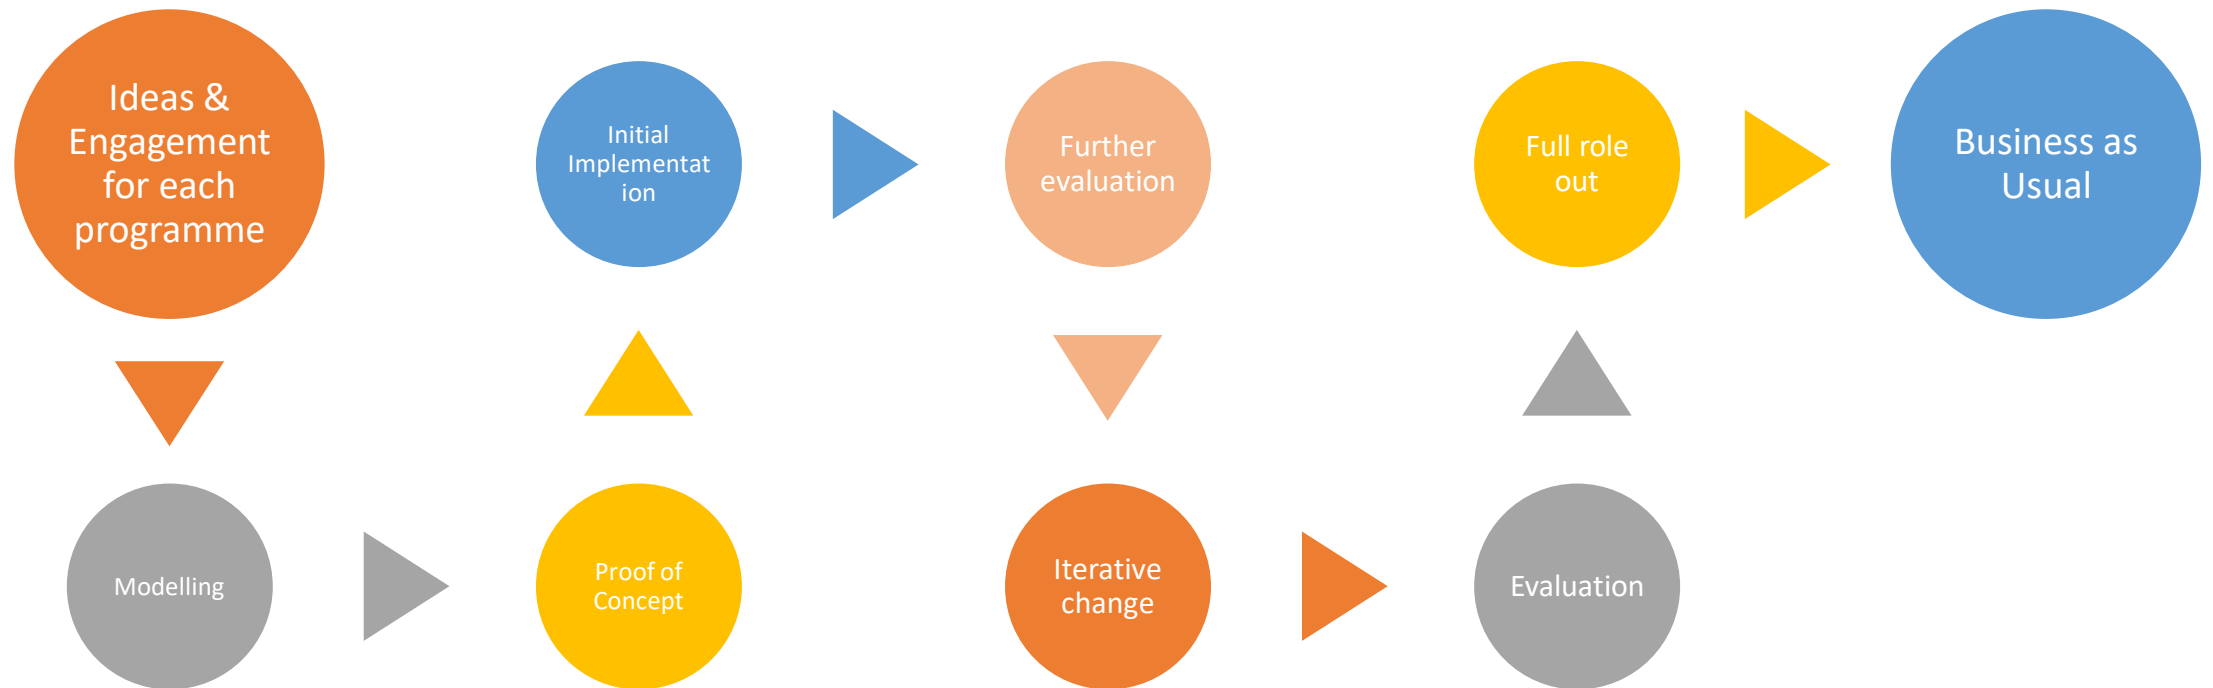 Ideas &
Engagement
for each
programme
Modelling
Proof of
Concept
Initial
Implementat
ion
Further
evaluation
Iterative
change
Evaluation
Full role
out
Business as
Usual